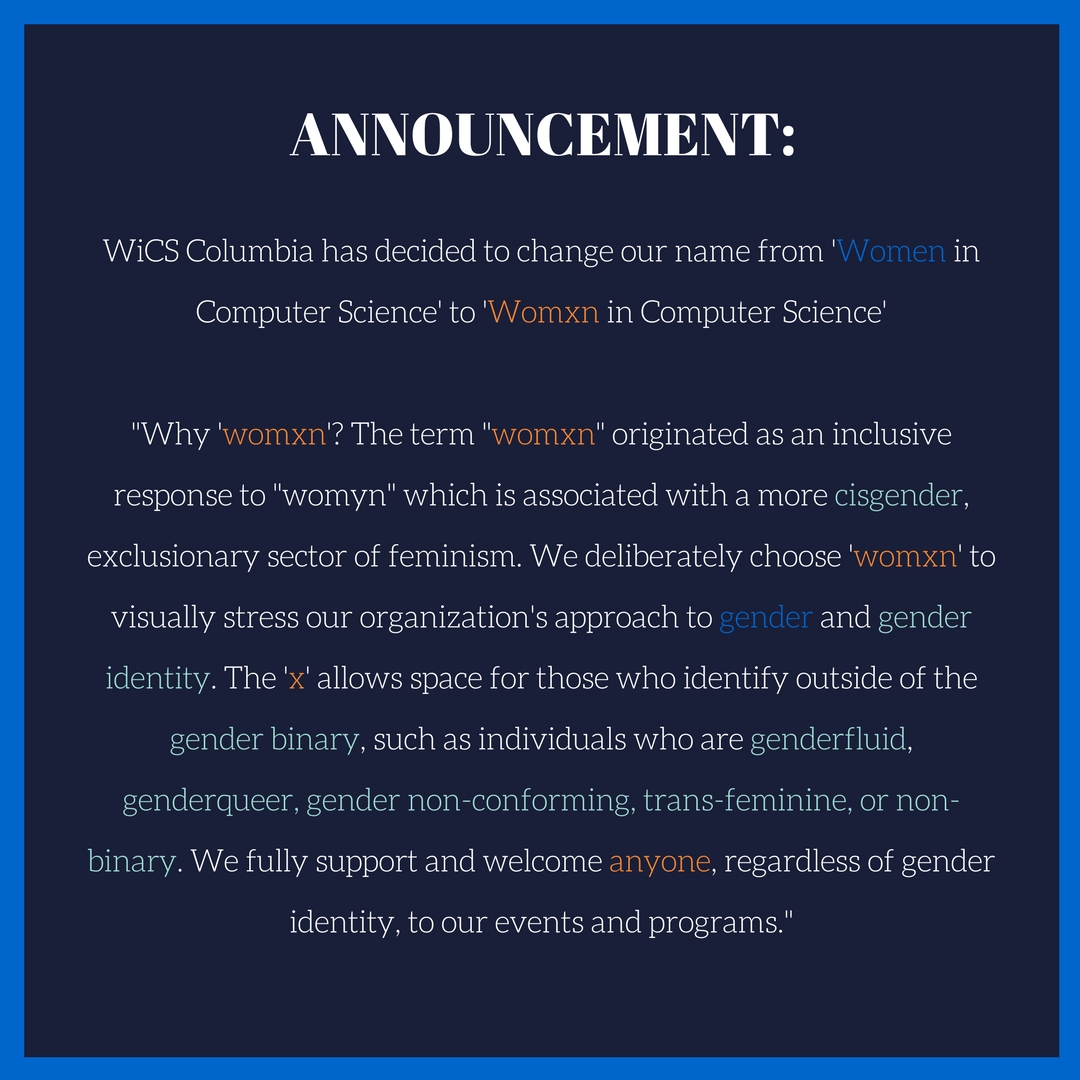 ANNOUNCEMENT:
WiCS Columbia has decided to change our name from 'Women in
Computer Science' to 'Womxn in Computer Science'
"Why 'womxn'? The term "womxn" originated as an inclusive
response to "womyn" which is associated with a more cisgender,
exclusionary sector of feminism. We deliberately choose 'womxn' to
visually stress our organization's approach to gender and gender
identity. The 'x' allows space for those who identify outside of the
gender binary, such as individuals who are genderfluid,
genderqueer, gender non-conforming, trans-feminine, or non-
binary. We fully support and welcome anyone, regardless of gender
identity, to our events and programs."